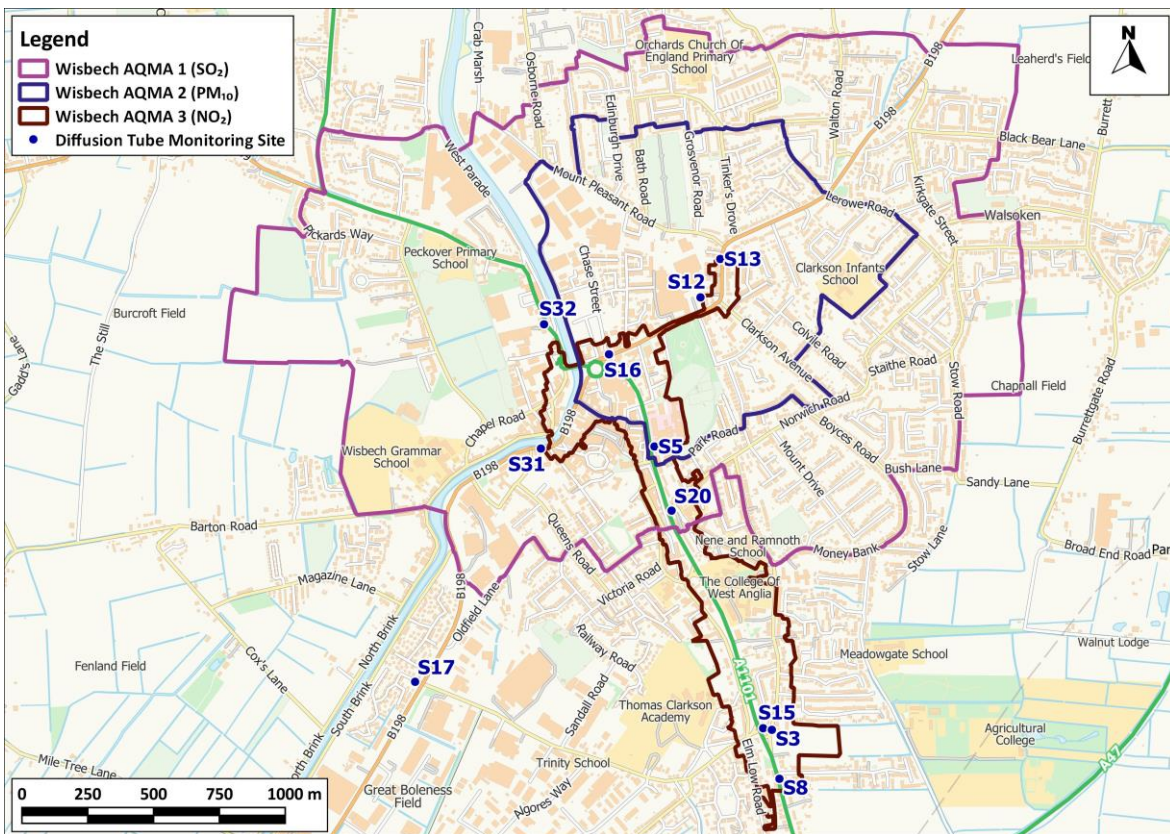 Legend
Wisbech AQMA 1 (SO₂)
Wisbech AQMA 2 (PM₁₀)
Wisbech AQMA 3 (NO₂)
Diffusion Tube Monitoring Site
N
Crab Marsh
Osborne Road
Orchards Church Of
England Primary
School
Walton Road
B198
Leaherd's Field
Burrett
Black Bear Lane
Edinburgh Drive
Bath Road
Grosvenor Road
Tinker's Drove
B198
West Parade
Mount Pleasant Road
Kirkgate Street
Lerowe Road
Walsoken
Pickards Way
Peckover Primary
School
Chase Street
S13
Clarkson Infants
School
S12
Burcroft Field
The Still
Gadd's Lane
S32
S16
Clarkson Avenue
Colvile Road
Staithe Road
Stow Road
Chapnall Field
Burrettgate Road
Chapel Road
B198
Norwich Road
Wisbech Grammar
School
S31
B198
S5
Park Road
Boyces Road
Mount Drive
Bush Lane
Sandy Lane
S20
Barton Road
Queens Road
Nene and Ramnoth
School
Money Bank
Stow Lane
Broad End Road
Par
Magazine Lane
B198
Oldfield Lane
Victoria Road
The College Of
West Anglia
North Brink
Railway Road
Cox's Lane
Fenland Field
Meadowgate School
Walnut Lodge
S17
South Brink
B198
Sandall Road
Thomas Clarkson
Academy
A1101
S15
S3
Agricultural
College
Mile Tree Lane
North Brink
Trinity School
Elm Low Road
A47
Great Boleness
Field
Algores Way
S8
0 250 500 750 1000 m